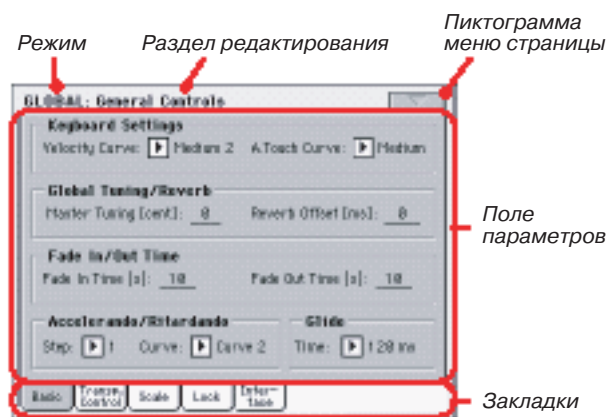 Пиктограмма
Режим Раздел редактирования меню страницы
GLOBAL: General Controls
Keyboard Settings
Velocity Curve: Medium 2 A.Touch Curve: Medium
Global Tuning/Reverb
Master Tuning [cent]: 0 Reverb Offset [ms]: 0
Fade In/Out Time
Fade In Time [s]: 10 Fade Out Time [s]: 10
Accelerando/Ritardando Glide
Step: 1 Curve: Curve 2 Time: 120 ms
Поле
параметров
Basic Transp. Control Scale Lock Interface
Закладки